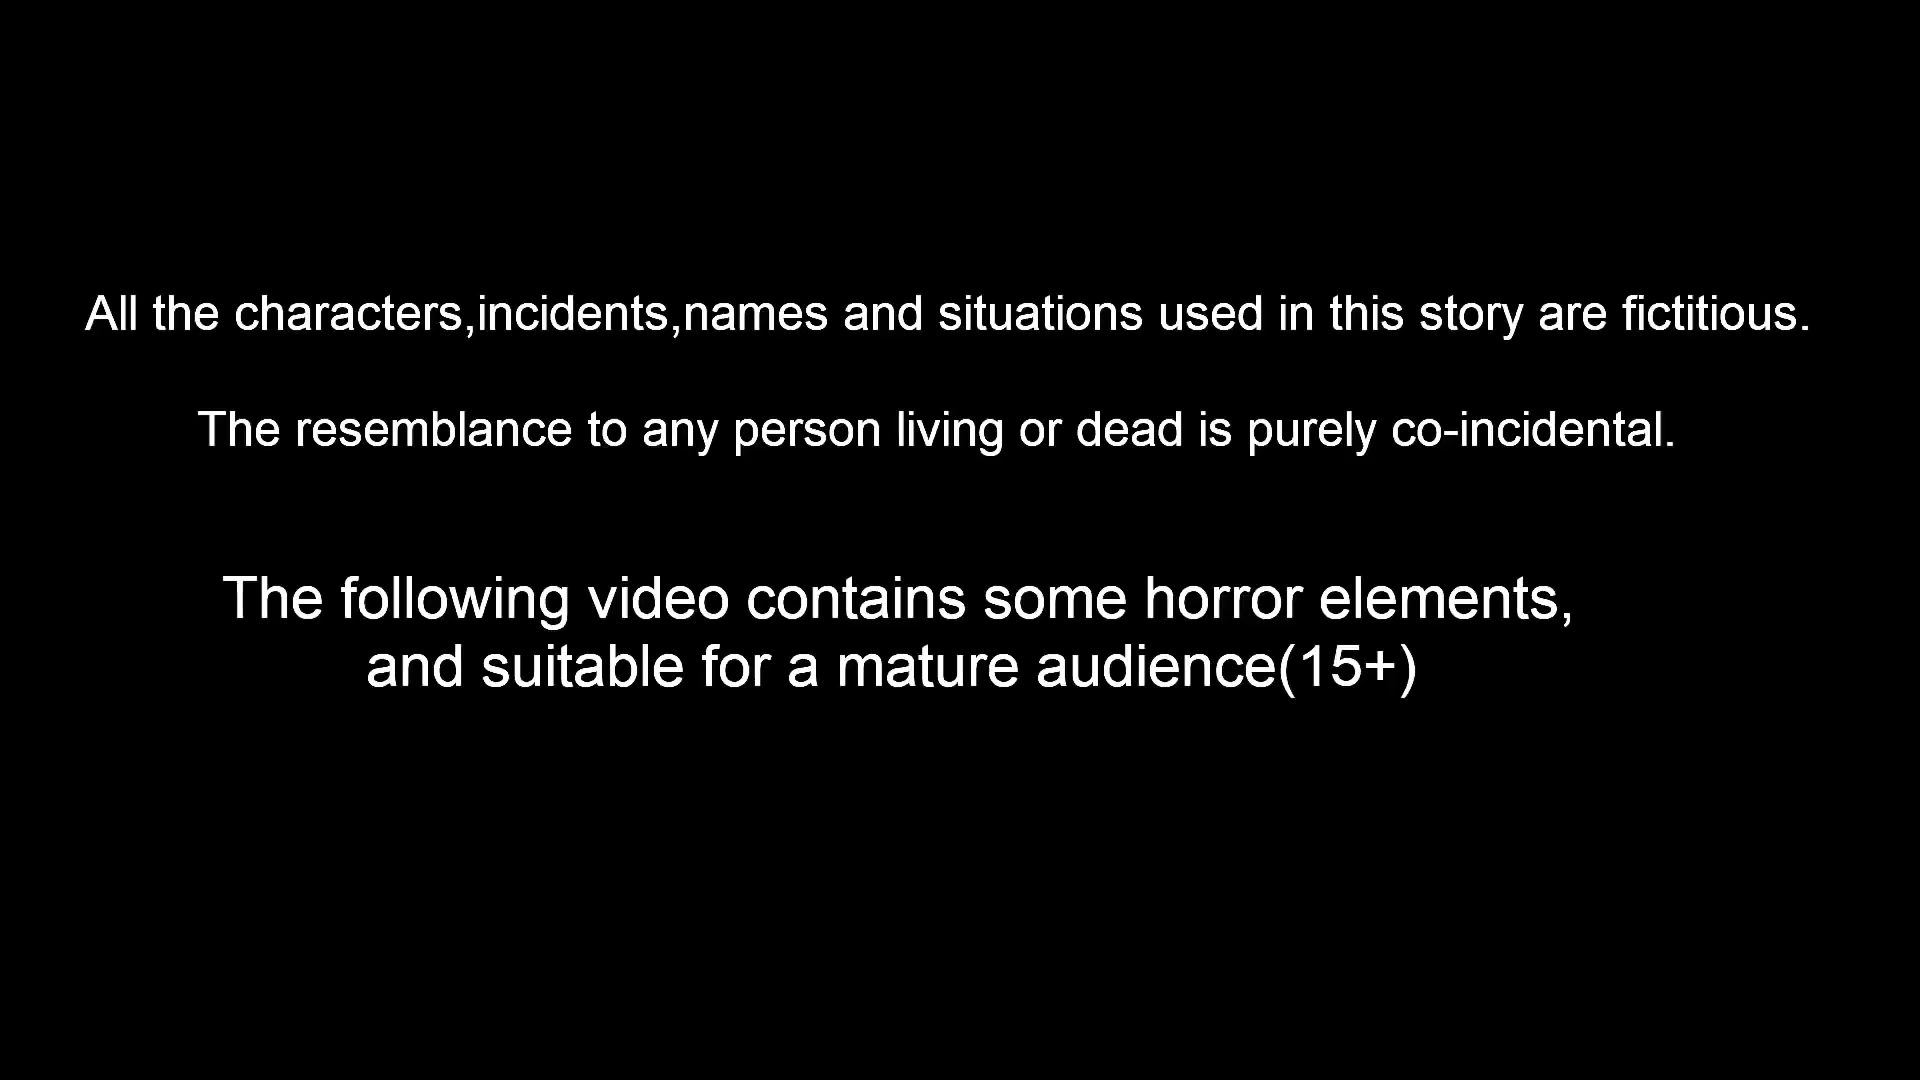 All the characters,incidents,names and situations used in this story are fictitious.
The resemblance to any person living or dead is purely co-incidental.
The following video contains some horror elements,
and suitable for a mature audience(15+)